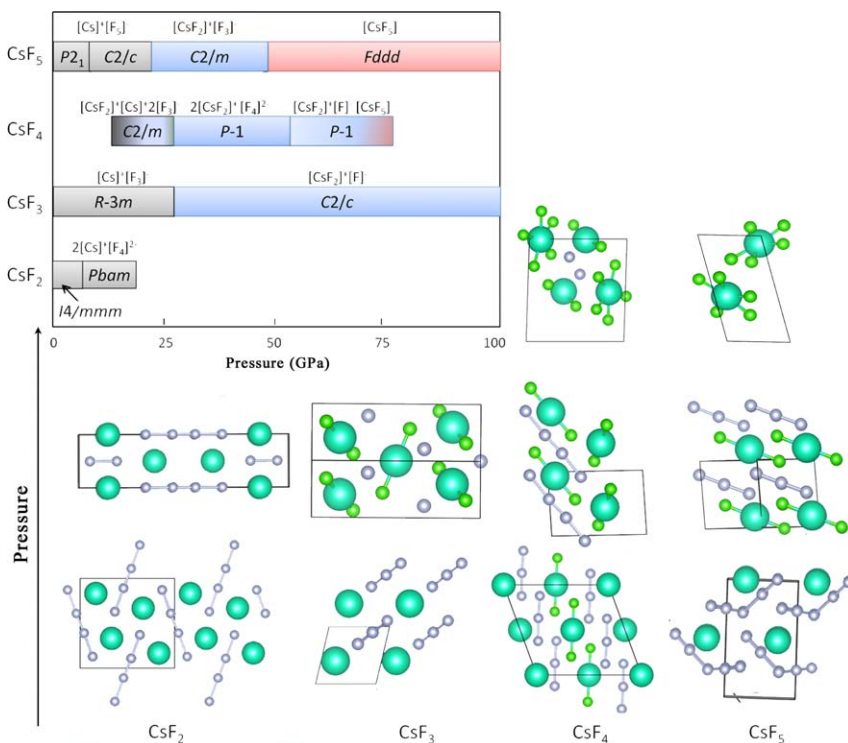 [Cs]⁺[F₅]⁻ [CsF₂]⁺[F₃]⁻ [CsF₅]
CsF₅ P2₁ C2/c C2/m Fddd
[CsF₂]⁺[Cs]⁺2[F₃]⁻ 2[CsF₂]⁺[F₄]²⁻ [CsF₂]⁺[F]⁻ [CsF₅]
CsF₄ C2/m P-1 P-1
[Cs]⁺[F₃]⁻ [CsF₂]⁺[F]⁻
CsF₃ R-3m C2/c
2[Cs]⁺[F₄]²⁻
CsF₂ Pbam
I4/mmm
0 25 50 75 100
Pressure (GPa)
Pressure
CsF₂ CsF₃ CsF₄ CsF₅